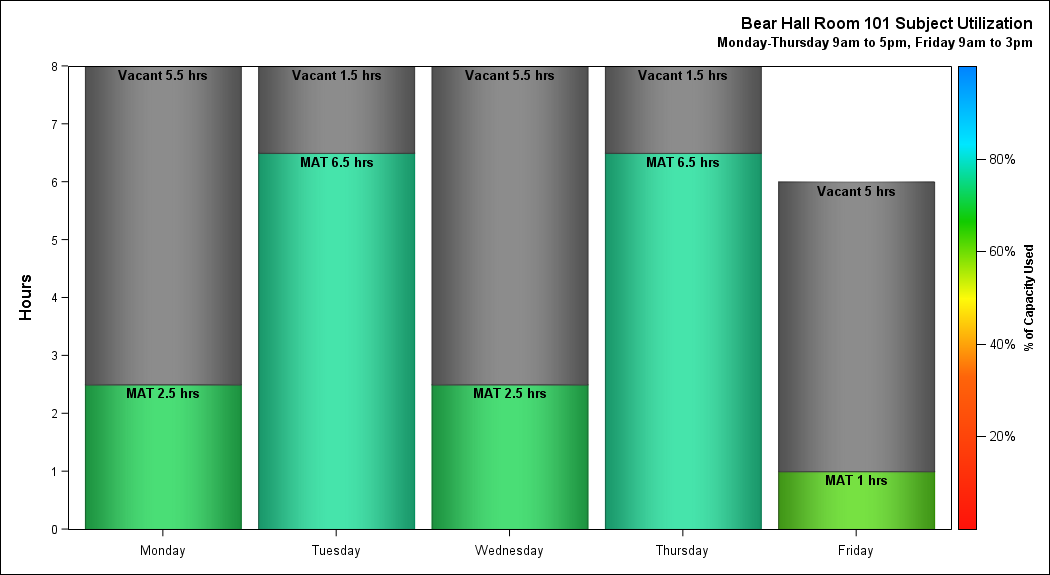 Bear Hall Room 101 Subject Utilization
Monday-Thursday 9am to 5pm, Friday 9am to 3pm
8
7
6
5
4
3
2
1
0
Hours
Vacant 5.5 hrs
Vacant 1.5 hrs
Vacant 5.5 hrs
Vacant 1.5 hrs
MAT 6.5 hrs
MAT 6.5 hrs
Vacant 5 hrs
MAT 2.5 hrs
MAT 2.5 hrs
MAT 1 hrs
Monday
Tuesday
Wednesday
Thursday
Friday
80%
60%
40%
20%
% of Capacity Used